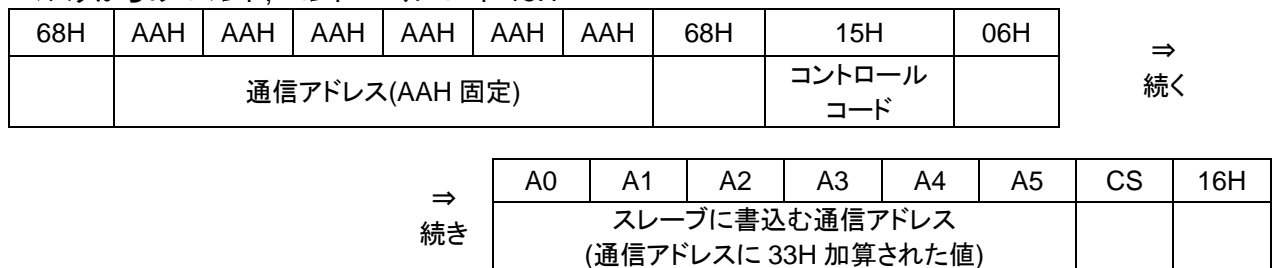 68H AAH AAH AAH AAH AAH AAH 68H 15H 06H
⇒
続く
通信アドレス(AAH 固定)
コントロール
コード
⇒
続き
A0 A1 A2 A3 A4 A5 CS 16H
スレーブに書込む通信アドレス
(通信アドレスに 33H 加算された値)